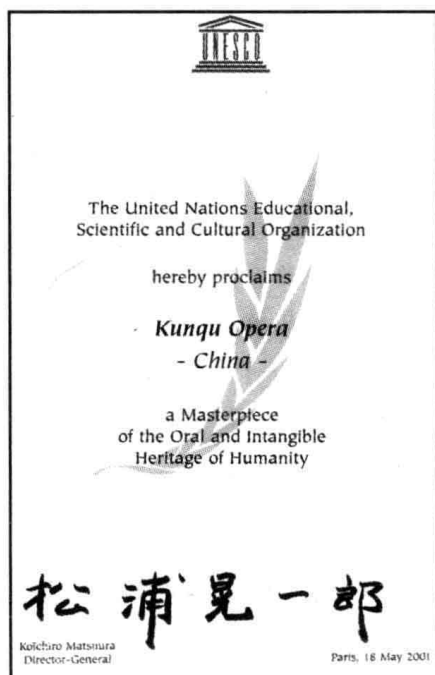 UNESCO
The United Nations Educational,
Scientific and Cultural Organization
hereby proclaims
Kunqu Opera
- China -
a Masterpiece
of the Oral and Intangible
Heritage of Humanity
松浦晃一郎
Koïchiro Matsuura
Director-General
Paris, 18 May 2001